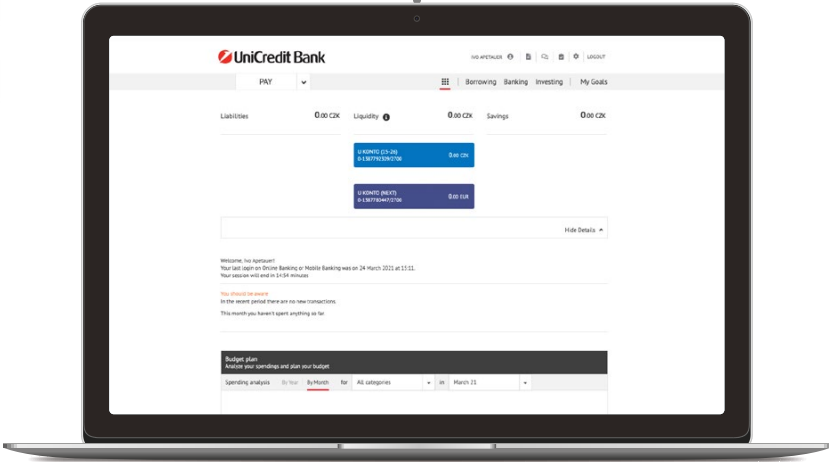 UniCredit Bank
IVO APETAUER
LOGOUT
PAY
Borrowing Banking Investing My Goals
Liabilities 0.00 CZK
Liquidity 0.00 CZK
Savings 0.00 CZK
U KONTO (15-26) 0.00 CZK
U KONTO (NEXT) 0.00 EUR
Hide Details
Welcome, Ivo Apetauer!
Your last login on Online Banking or Mobile Banking was on 24 March 2021 at 13:11.
Your session will end in 14:54 minutes
You should be aware
In the recent period there are no new transactions
This month you haven't spent anything so far
Budget plan
Analyze your spendings and plan your budget
Spending analysis By Year By Month for All categories in March 21